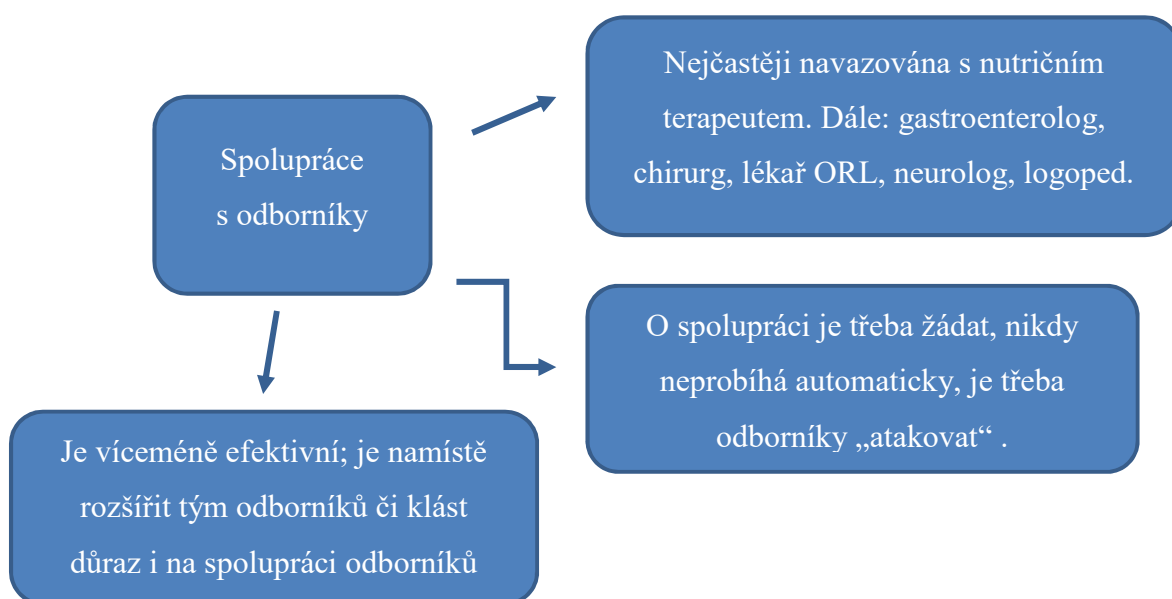 Spolupráce
s odborníky
Nejčastěji navazována s nutričním
terapeutem. Dále: gastroenterolog,
chirurg, lékař ORL, neurolog, logoped.
O spolupráci je třeba žádat, nikdy
neprobíhá automaticky, je třeba
odborníky „atakovat“ .
Je víceméně efektivní; je namístě
rozšířit tým odborníků či klást
důraz i na spolupráci odborníků